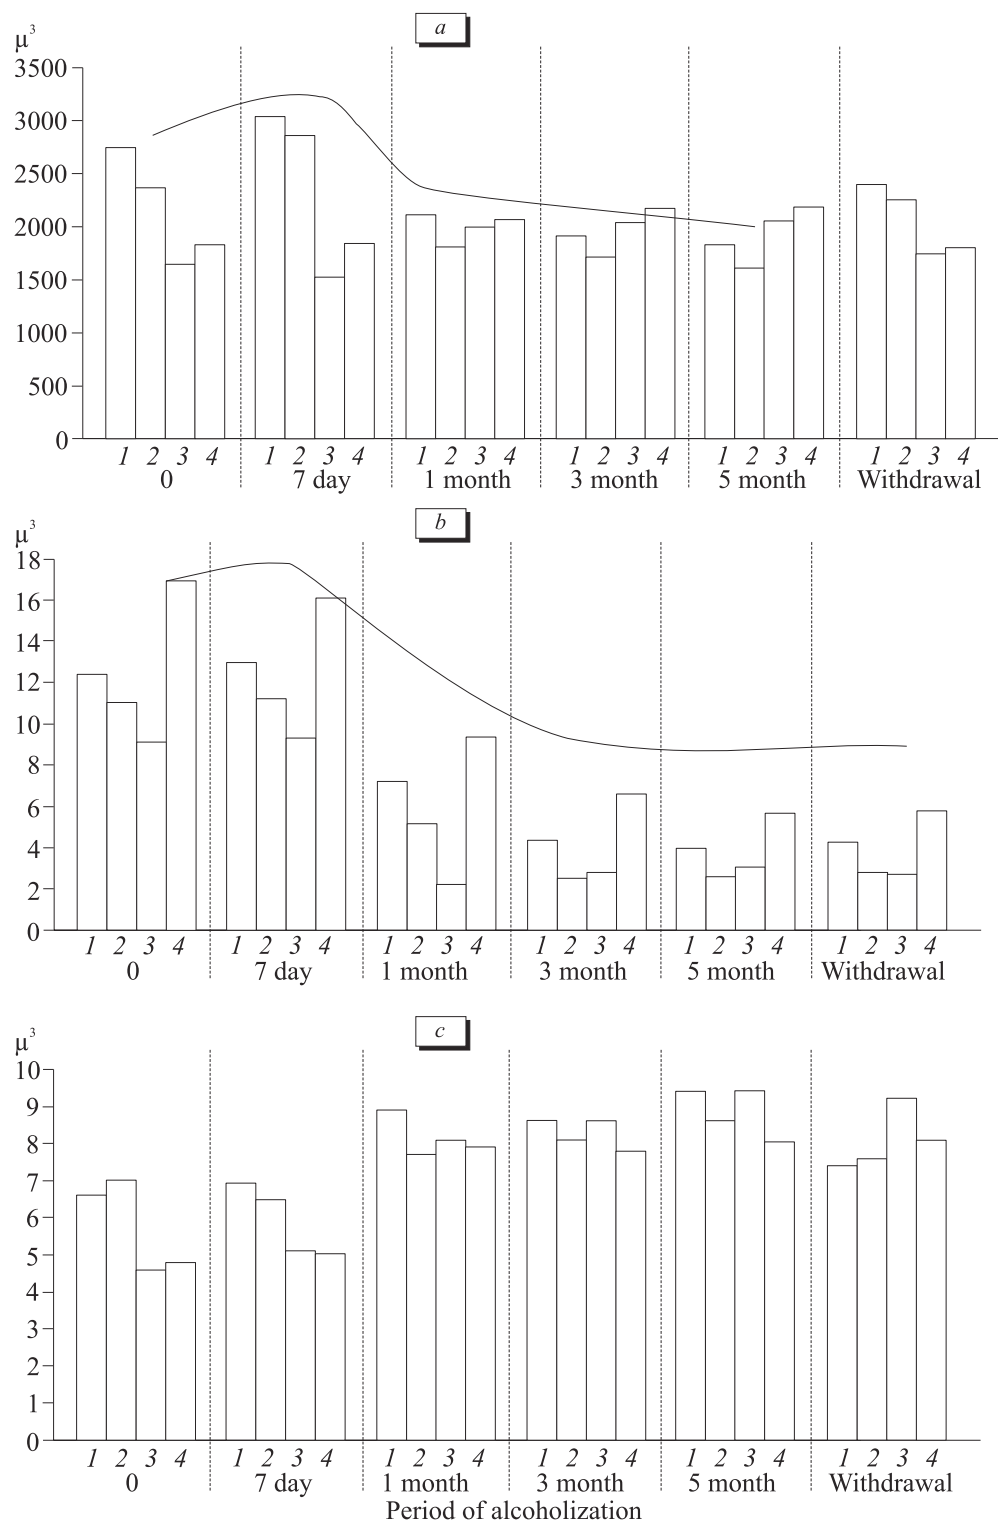 a
μ³
3500
3000
2500
2000
1500
1000
500
0
1 2 3 4 1 2 3 4 1 2 3 4 1 2 3 4 1 2 3 4 1 2 3 4
0 7 day 1 month 3 month 5 month Withdrawal
b
μ³
18
16
14
12
10
8
6
4
2
0
1 2 3 4 1 2 3 4 1 2 3 4 1 2 3 4 1 2 3 4 1 2 3 4
0 7 day 1 month 3 month 5 month Withdrawal
c
μ³
10
9
8
7
6
5
4
3
2
1
0
1 2 3 4 1 2 3 4 1 2 3 4 1 2 3 4 1 2 3 4 1 2 3 4
0 7 day 1 month 3 month 5 month Withdrawal
Period of alcoholization